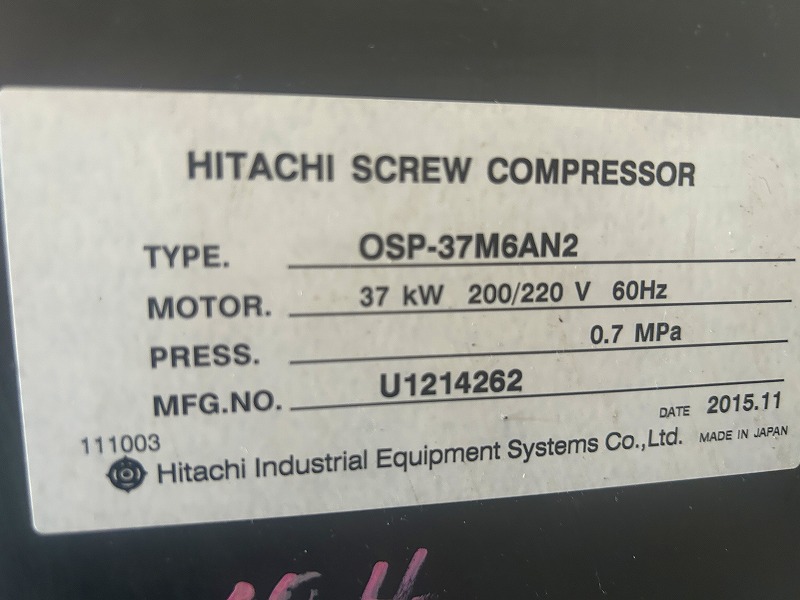 HITACHI SCREW COMPRESSOR
TYPE. OSP-37M6AN2
MOTOR. 37 kW 200/220 V 60Hz
PRESS. 0.7 MPa
MFG.NO. U1214262
DATE 2015.11
111003
Hitachi Industrial Equipment Systems Co.,Ltd. MADE IN JAPAN